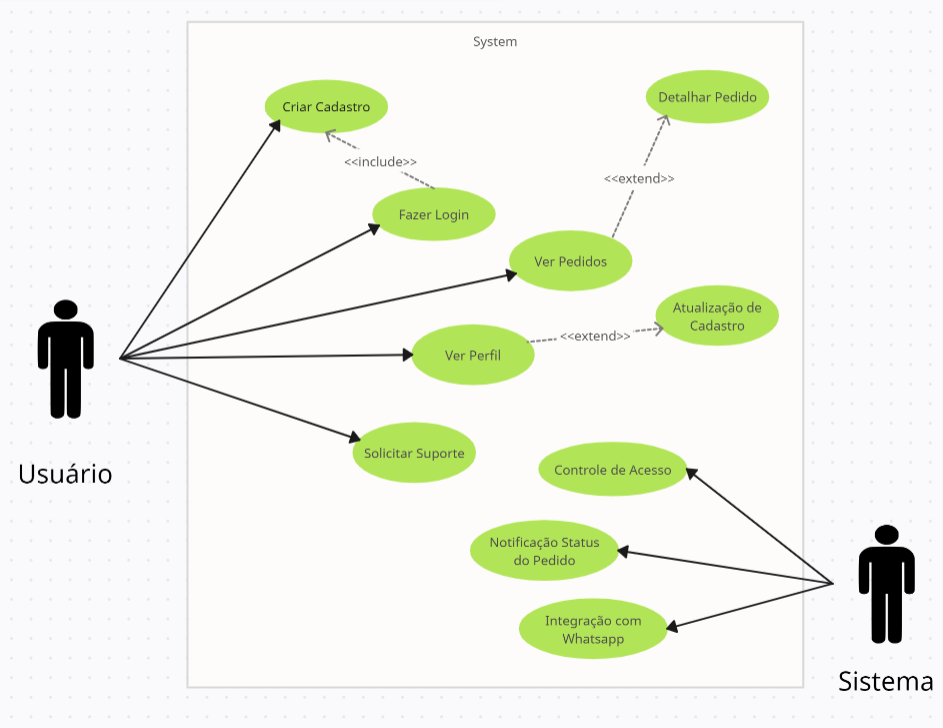 System
Criar Cadastro
Detalhar Pedido
<<include>>
<<extend>>
Fazer Login
Ver Pedidos
Atualização de
Cadastro
<<extend>>
Ver Perfil
Solicitar Suporte
Usuário
Controle de Acesso
Notificação Status
do Pedido
Integração com
Whatsapp
Sistema